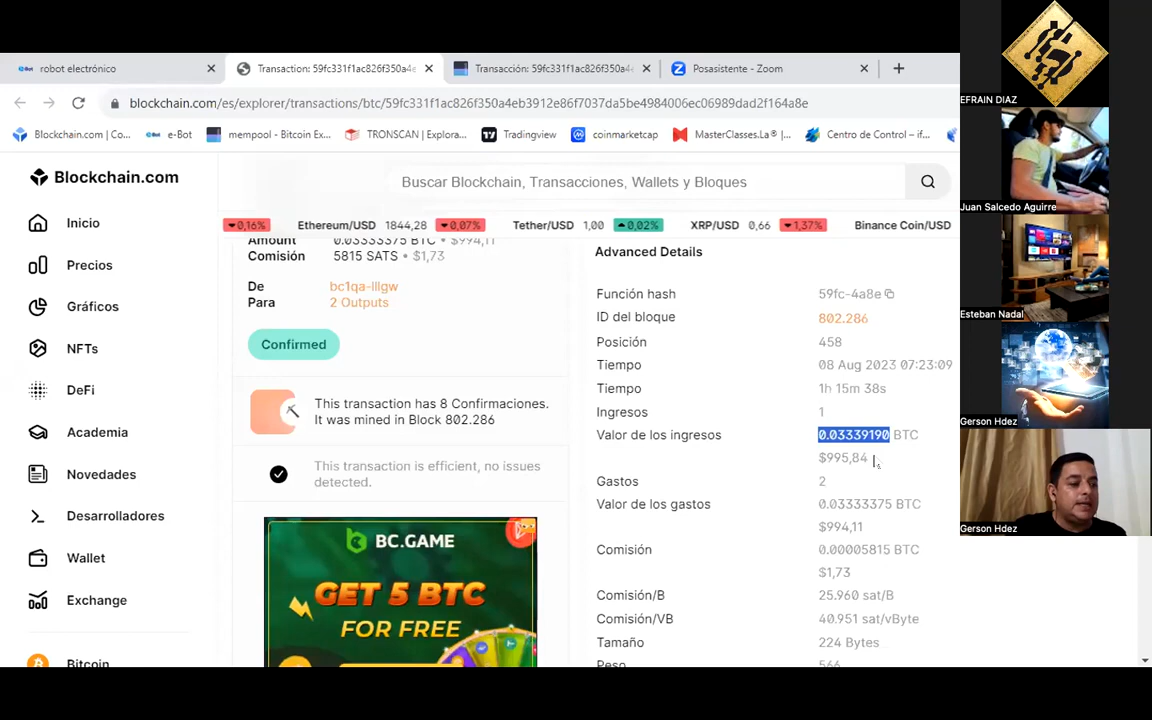 robot electrónico
Transaction: 59fc331f1ac826f350a4e
Transacción: 59fc331f1ac826f350a4
Posasistente - Zoom
blockchain.com/es/explorer/transactions/btc/59fc331f1ac826f350a4eb3912e86f7037da5be4984006ec06989dad2f164a8e
Blockchain.com | Co...
e-Bot
mempool - Bitcoin Ex...
TRONSCAN | Explora...
Tradingview
coinmarketcap
MasterClasses.La® |...
Centro de Control – if...
Blockchain.com
Buscar Blockchain, Transacciones, Wallets y Bloques
0,16%
Ethereum/USD 1844,28 0,07%
Tether/USD 1,00 0,02%
XRP/USD 0,66 1,37%
Binance Coin/USD
Inicio
Precios
Gráficos
NFTs
DeFi
Academia
Novedades
Desarrolladores
Wallet
Exchange
Bitcoin
Amount 0.03333375 BTC • $994,11
Comisión 5815 SATS • $1,73
De bc1qa-lllgw
Para 2 Outputs
Confirmed
This transaction has 8 Confirmaciones.
It was mined in Block 802.286
This transaction is efficient, no issues
detected.
BC.GAME
GET 5 BTC
FOR FREE
Advanced Details
Función hash 59fc-4a8e
ID del bloque 802.286
Posición 458
Tiempo 08 Aug 2023 07:23:09
Tiempo 1h 15m 38s
Ingresos 1
Valor de los ingresos 0.03339190 BTC
$995,84
Gastos 2
Valor de los gastos 0.03333375 BTC
$994,11
Comisión 0.00005815 BTC
$1,73
Comisión/B 25.960 sat/B
Comisión/VB 40.951 sat/vByte
Tamaño 224 Bytes
Peso 566
EFRAIN DIAZ
Juan Salcedo Aguirre
Esteban Nadal
Gerson Hdez
Gerson Hdez